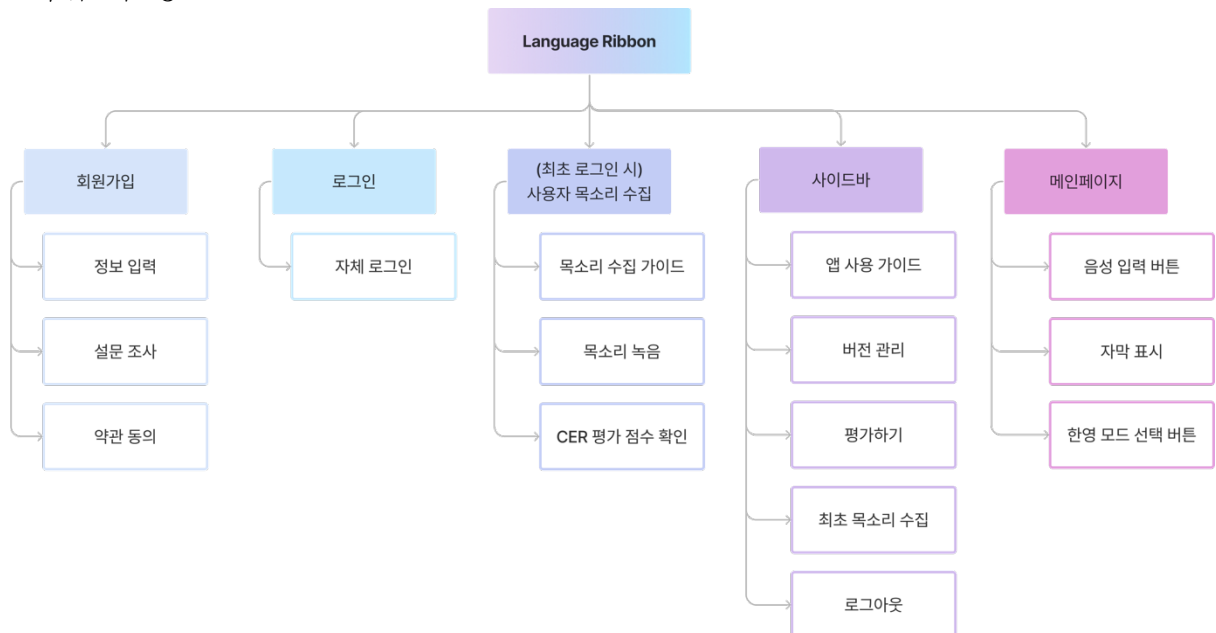 Language Ribbon
회원가입
로그인
(최초 로그인 시)
사용자 목소리 수집
사이드바
메인페이지
정보 입력
자체 로그인
목소리 수집 가이드
앱 사용 가이드
음성 입력 버튼
설문 조사
목소리 녹음
버전 관리
자막 표시
약관 동의
CER 평가 점수 확인
평가하기
한영 모드 선택 버튼
최초 목소리 수집
로그아웃